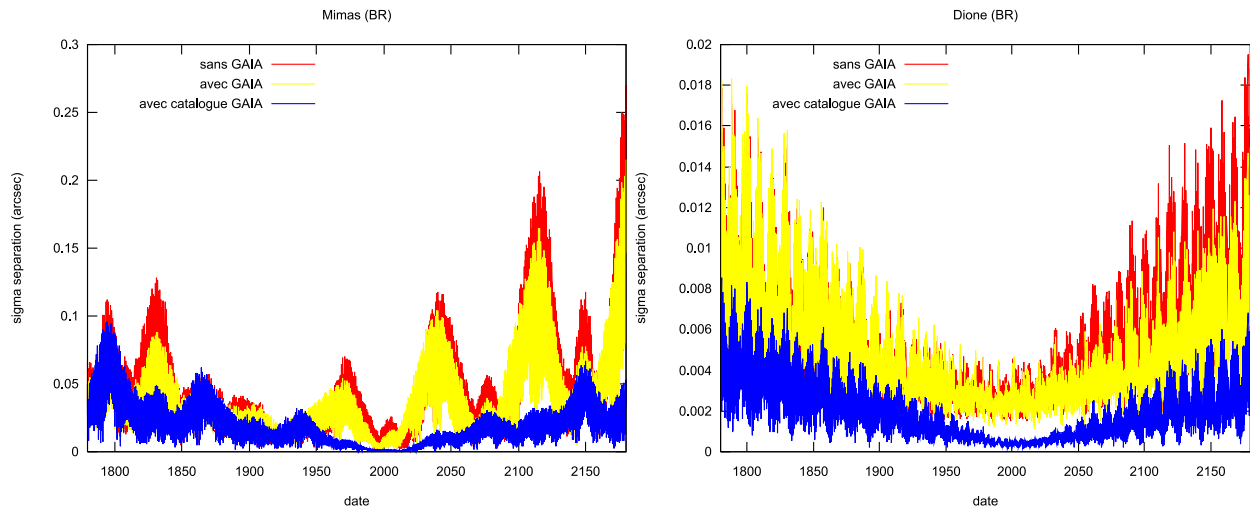 Mimas (BR)
0.3
0.25
0.2
0.15
0.1
0.05
0
sigma separation (arcsec)
sans GAIA
avec GAIA
avec catalogue GAIA
1800 1850 1900 1950 2000 2050 2100 2150
date
Dione (BR)
0.02
0.018
0.016
0.014
0.012
0.01
0.008
0.006
0.004
0.002
0
sigma separation (arcsec)
sans GAIA
avec GAIA
avec catalogue GAIA
1800 1850 1900 1950 2000 2050 2100 2150
date